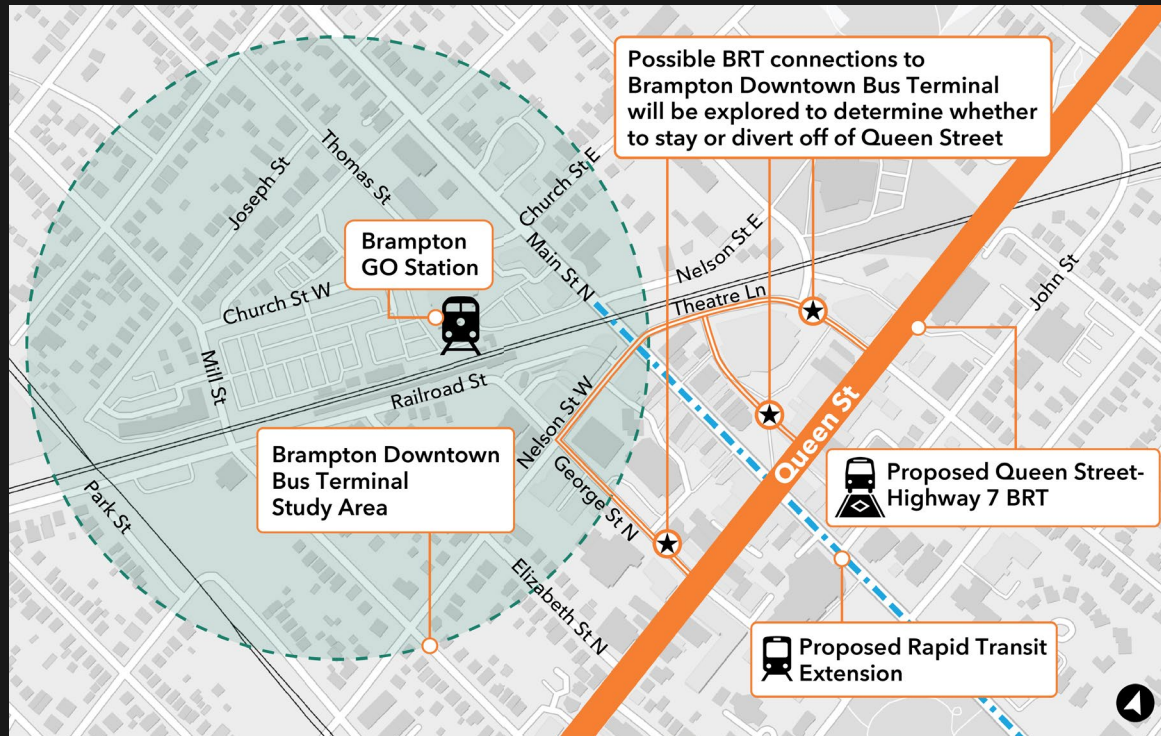 Possible BRT connections to
Brampton Downtown Bus Terminal
will be explored to determine whether
to stay or divert off of Queen Street
Thomas St
Joseph St
Church St E
Main St N
Brampton
GO Station
Nelson St E
Theatre Ln
John St
Church St W
Mill St
Railroad St
Nelson St W
Queen St
Brampton Downtown
Bus Terminal
Study Area
George St N
Proposed Queen Street-
Highway 7 BRT
Park St
Elizabeth St N
Proposed Rapid Transit
Extension